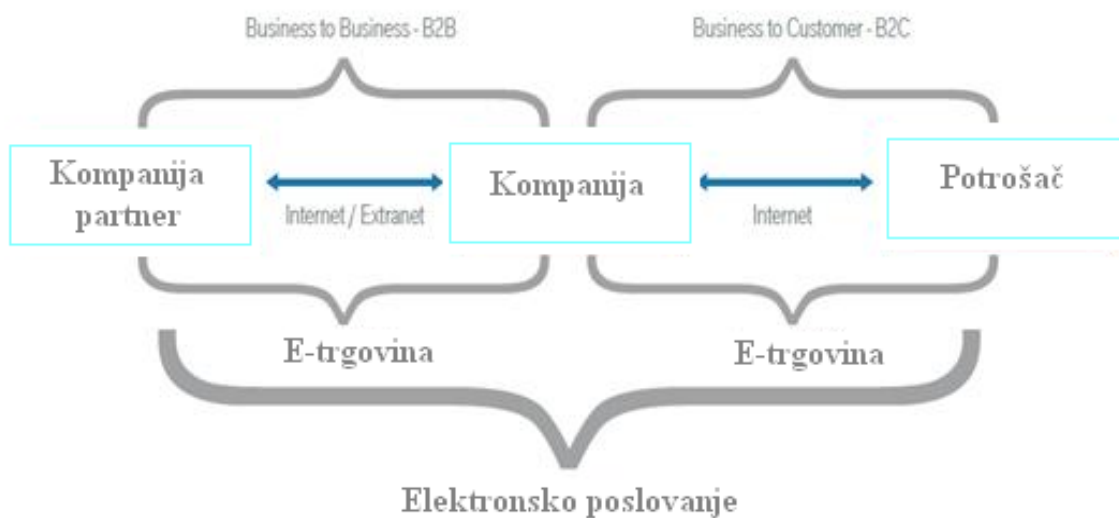 Business to Business - B2B
Business to Customer - B2C
Kompanija
partner
Internet / Extranet
Kompanija
Internet
Potrošač
E-trgovina
E-trgovina
Elektronsko poslovanje